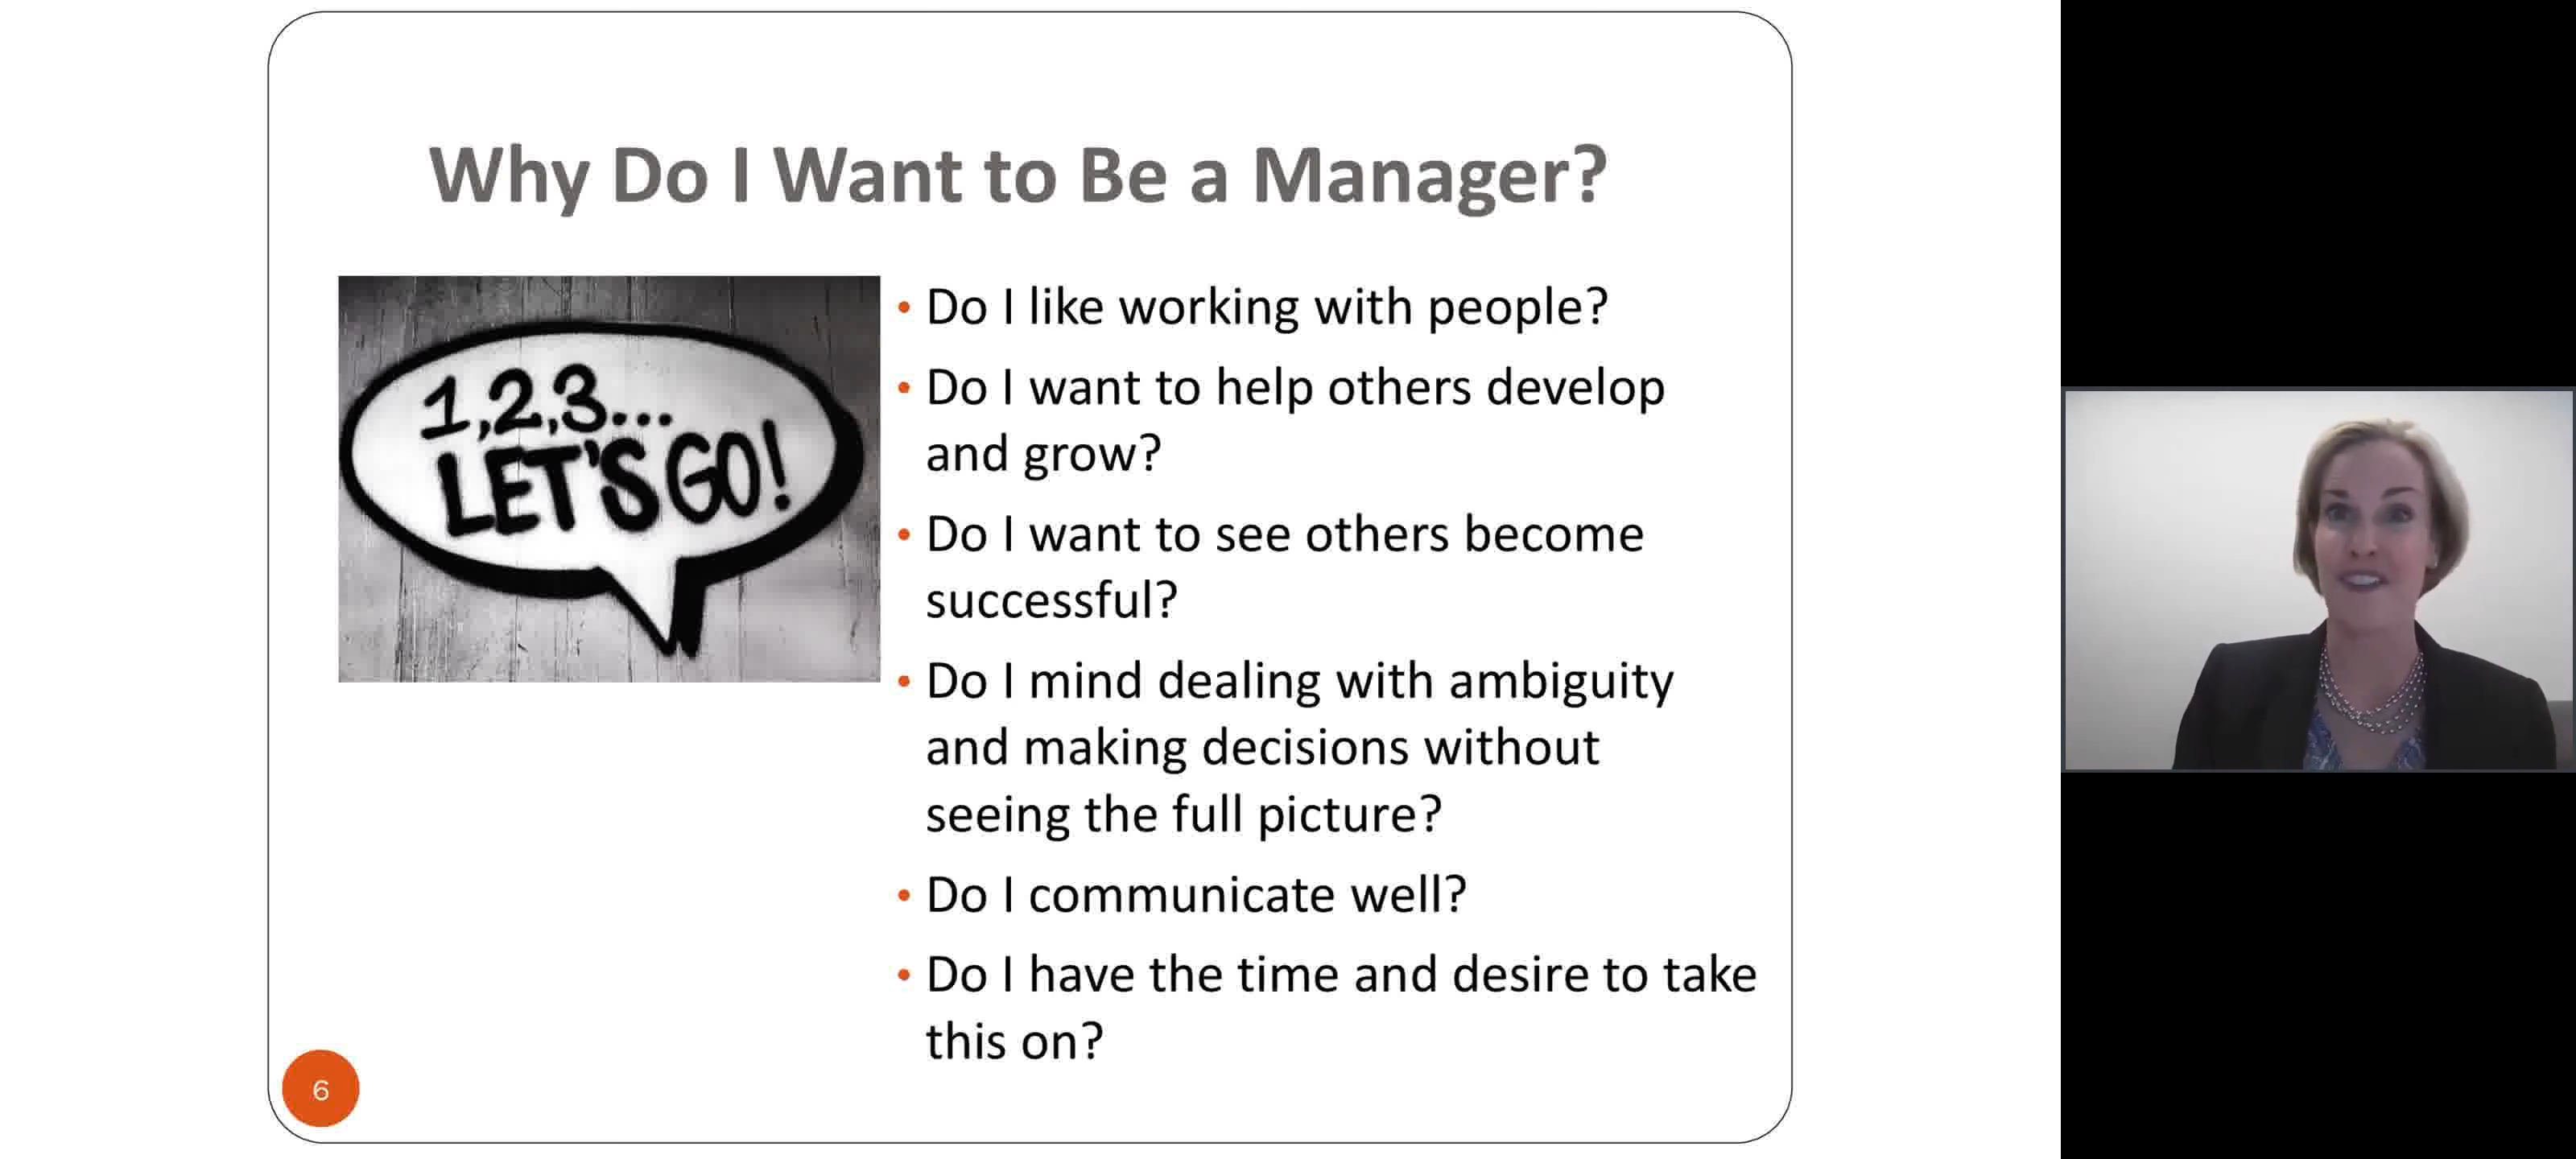 Why Do I Want to Be a Manager?
1,2,3...
LET'S GO!
• Do I like working with people?
• Do I want to help others develop
and grow?
• Do I want to see others become
successful?
• Do I mind dealing with ambiguity
and making decisions without
seeing the full picture?
• Do I communicate well?
• Do I have the time and desire to take
this on?
6